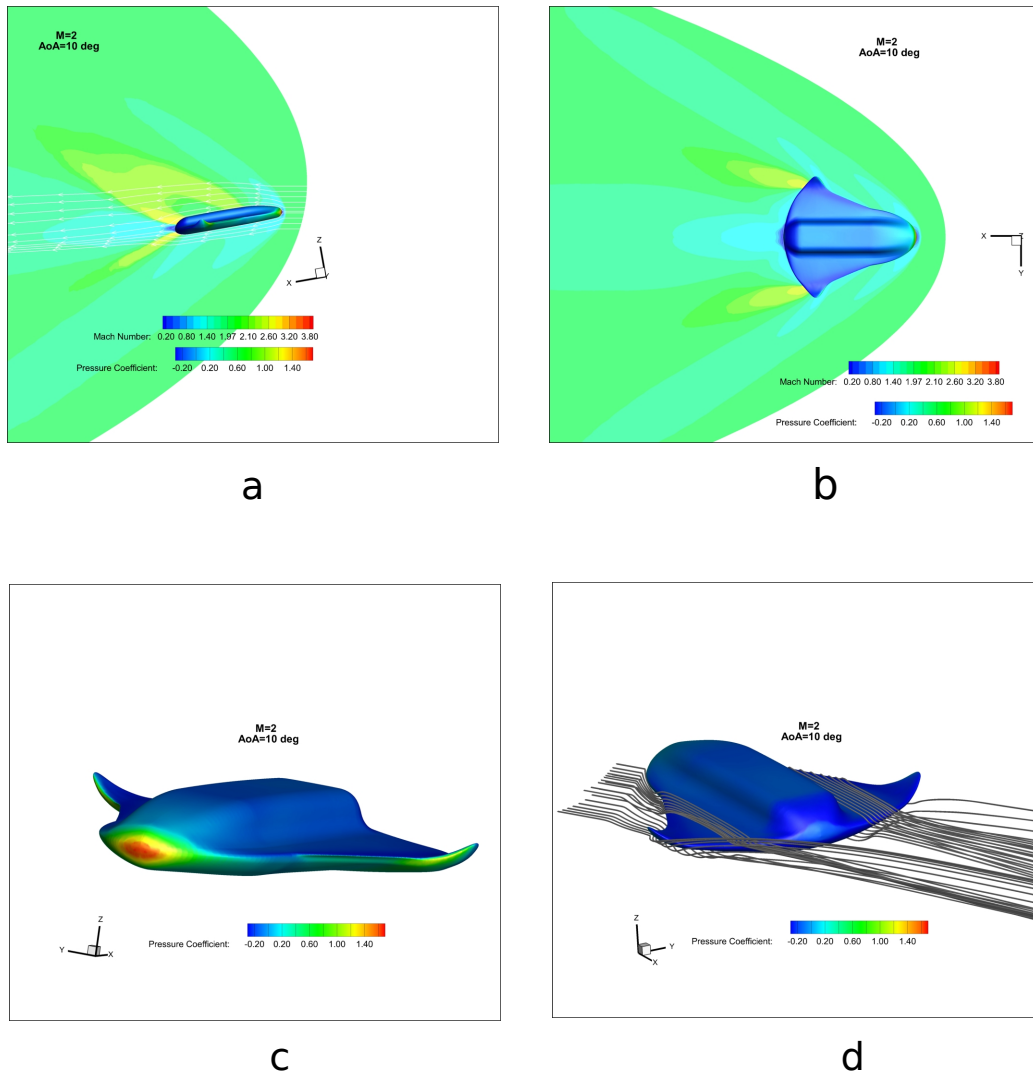 M=2
AoA=10 deg
Z
X
Y
Mach Number: 0.20 0.80 1.40 1.97 2.10 2.60 3.20 3.80
Pressure Coefficient: -0.20 0.20 0.60 1.00 1.40
a
M=2
AoA=10 deg
X
Z
Y
Mach Number: 0.20 0.80 1.40 1.97 2.10 2.60 3.20 3.80
Pressure Coefficient: -0.20 0.20 0.60 1.00 1.40
b
M=2
AoA=10 deg
Z
Y
X
Pressure Coefficient: -0.20 0.20 0.60 1.00 1.40
c
M=2
AoA=10 deg
Z
Y
X
Pressure Coefficient: -0.20 0.20 0.60 1.00 1.40
d